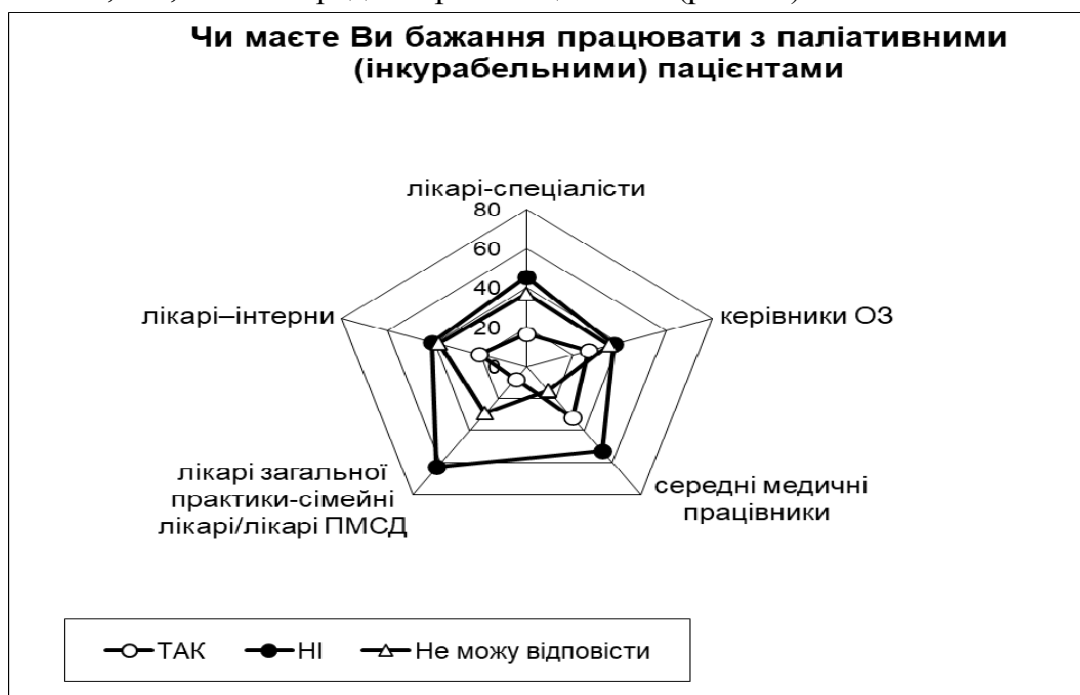 Чи маєте Ви бажання працювати з паліативними
(інкурабельними) пацієнтами
лікарі-спеціалісти
80
60
40
20
0
лікарі–інтерни
керівники ОЗ
лікарі загальної
практики-сімейні
лікарі/лікарі ПМСД
середні медичні
працівники
ТАК
НІ
Не можу відповісти